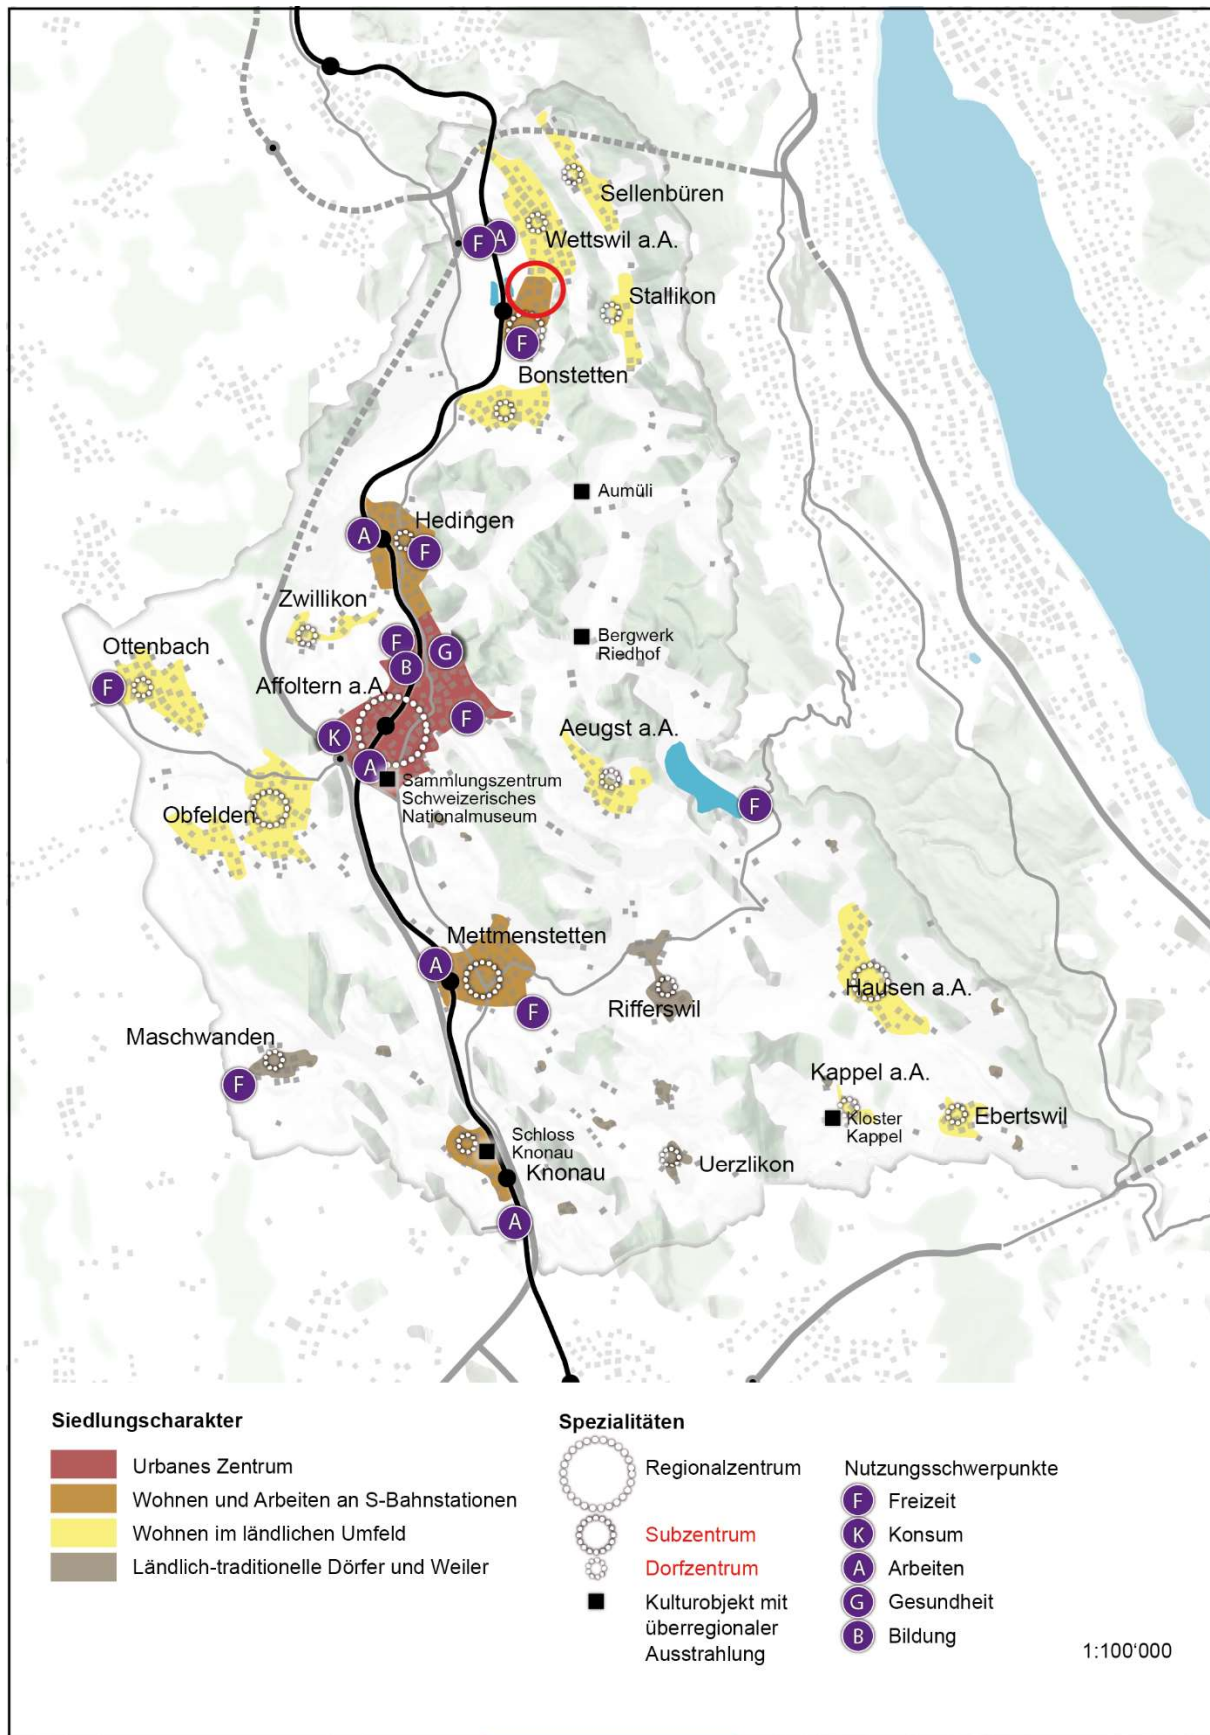 Sellenbüren
Wettswil a.A.
F
A
Stallikon
F
Bonstetten
Aumüli
Hedingen
A
F
Zwillikon
Ottenbach
F
B
G
Bergwerk
Riedhof
F
Affoltern a.A
F
K
A
Aeugst a.A.
Sammlungszentrum
Schweizerisches
Nationalmuseum
F
Obfelden
Mettmenstetten
A
F
Rifferswil
Hausen a.A.
Maschwanden
F
Kappel a.A.
Kloster
Kappel
Ebertswil
Schloss
Knonau
Knonau
Uerzlikon
A
Siedlungscharakter
Urbanes Zentrum
Wohnen und Arbeiten an S-Bahnstationen
Wohnen im ländlichen Umfeld
Ländlich-traditionelle Dörfer und Weiler
Spezialitäten
Regionalzentrum
Subzentrum
Dorfzentrum
Kulturobjekt mit
überregionaler
Ausstrahlung
Nutzungsschwerpunkte
F Freizeit
K Konsum
A Arbeiten
G Gesundheit
B Bildung
1:100'000